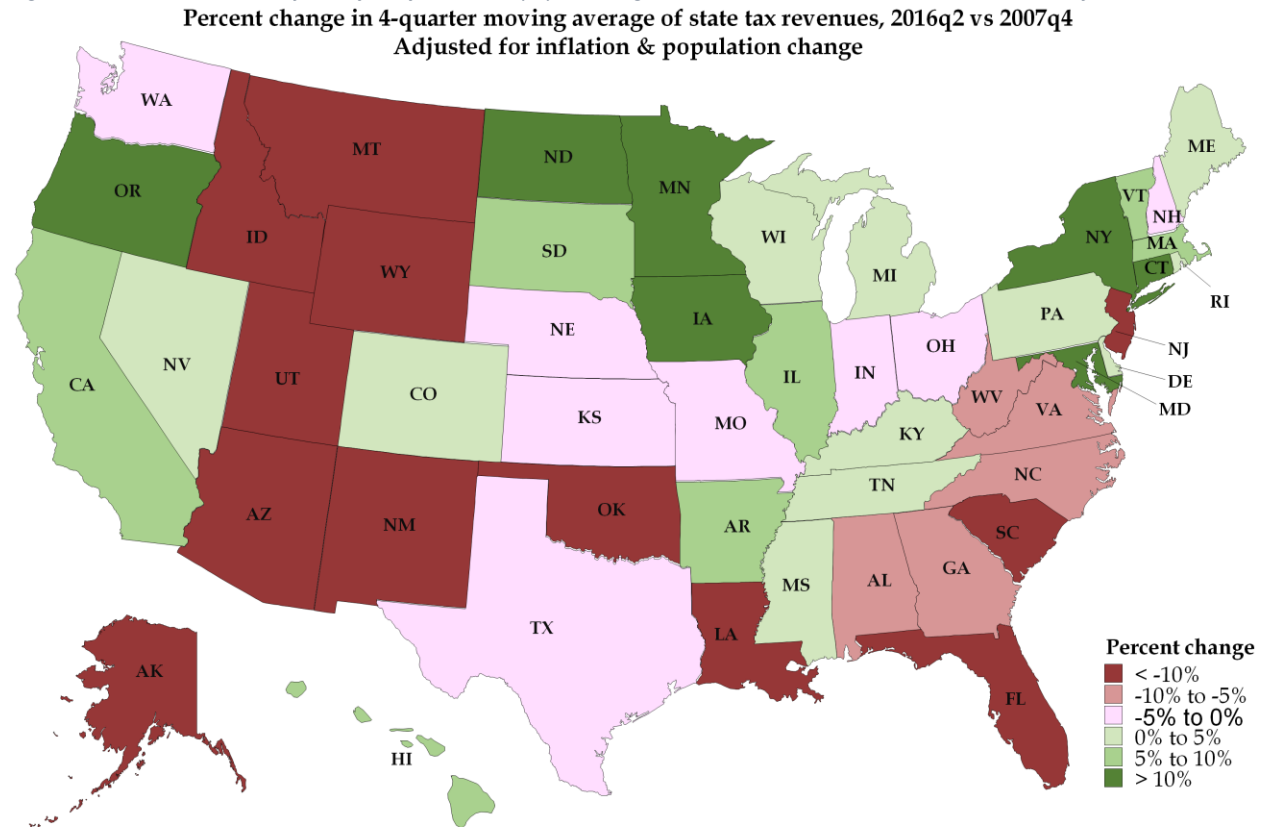 Percent change in 4-quarter moving average of state tax revenues, 2016q2 vs 2007q4
Adjusted for inflation & population change
WA
MT
ND
MN
ME
OR
ID
WY
SD
WI
MI
NY
VT
NH
MA
CT
RI
NV
CA
UT
CO
NE
KS
IA
IL
IN
OH
PA
NJ
DE
MD
MO
KY
WV
VA
AZ
NM
OK
AR
TN
NC
SC
TX
LA
MS
AL
GA
FL
AK
HI
Percent change
< -10%
-10% to -5%
-5% to 0%
0% to 5%
5% to 10%
> 10%